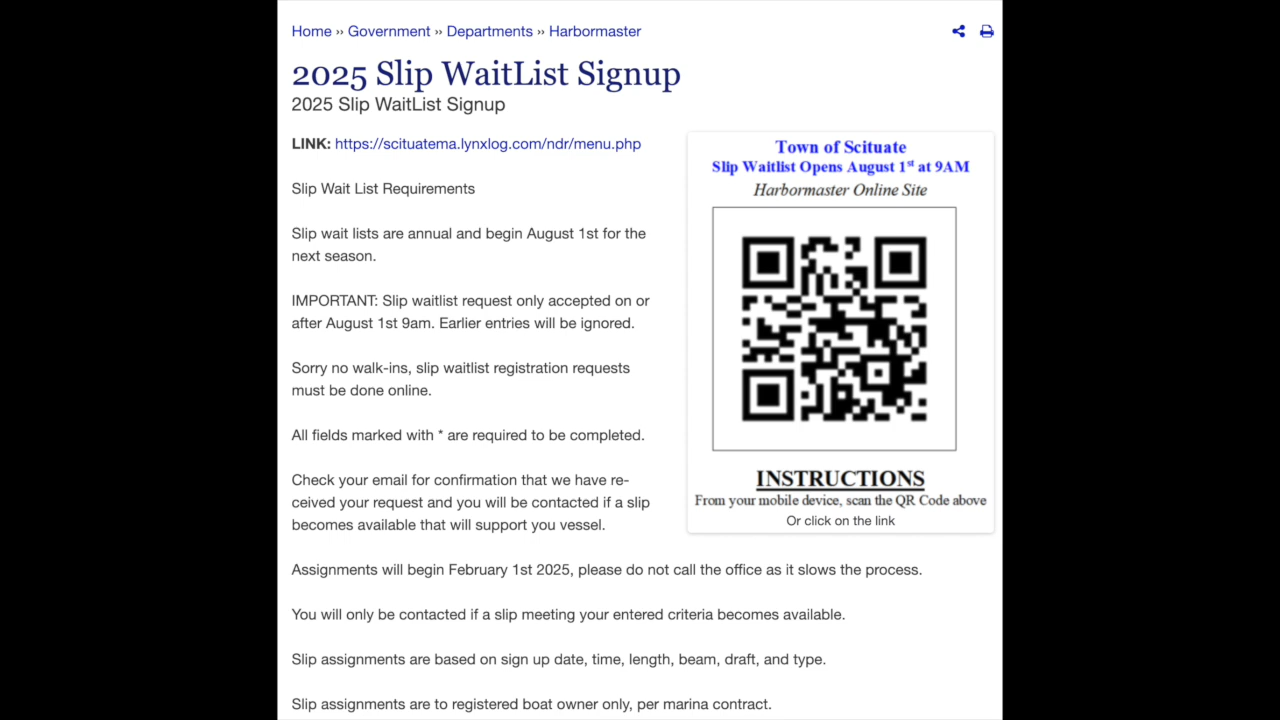 Home ›› Government ›› Departments ›› Harbormaster
2025 Slip WaitList Signup
2025 Slip WaitList Signup
LINK: https://scituatema.lynxlog.com/ndr/menu.php
Slip Wait List Requirements
Slip wait lists are annual and begin August 1st for the
next season.
IMPORTANT: Slip waitlist request only accepted on or
after August 1st 9am. Earlier entries will be ignored.
Sorry no walk-ins, slip waitlist registration requests
must be done online.
All fields marked with * are required to be completed.
Check your email for confirmation that we have re-
ceived your request and you will be contacted if a slip
becomes available that will support you vessel.
Town of Scituate
Slip Waitlist Opens August 1st at 9AM
Harbormaster Online Site
INSTRUCTIONS
From your mobile device, scan the QR Code above
Or click on the link
Assignments will begin February 1st 2025, please do not call the office as it slows the process.
You will only be contacted if a slip meeting your entered criteria becomes available.
Slip assignments are based on sign up date, time, length, beam, draft, and type.
Slip assignments are to registered boat owner only, per marina contract.